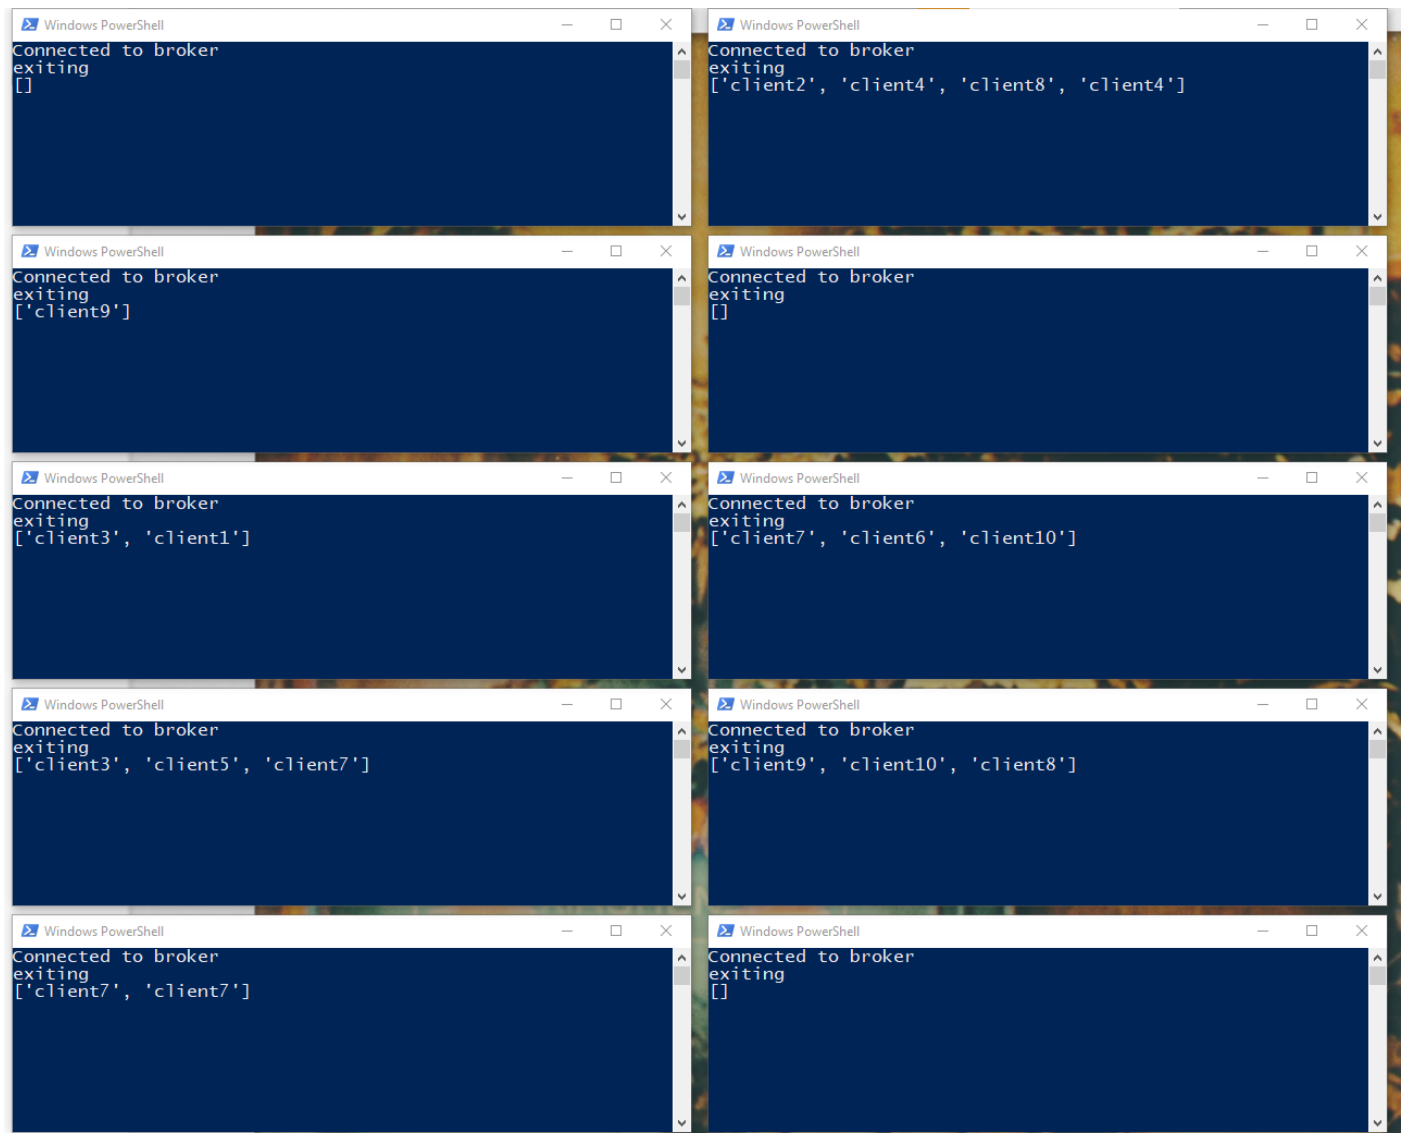 Windows PowerShell
Connected to broker
exiting
[]
Windows PowerShell
Connected to broker
exiting
['client2', 'client4', 'client8', 'client4']
Windows PowerShell
Connected to broker
exiting
['client9']
Windows PowerShell
Connected to broker
exiting
[]
Windows PowerShell
Connected to broker
exiting
['client3', 'client1']
Windows PowerShell
Connected to broker
exiting
['client7', 'client6', 'client10']
Windows PowerShell
Connected to broker
exiting
['client3', 'client5', 'client7']
Windows PowerShell
Connected to broker
exiting
['client9', 'client10', 'client8']
Windows PowerShell
Connected to broker
exiting
['client7', 'client7']
Windows PowerShell
Connected to broker
exiting
[]